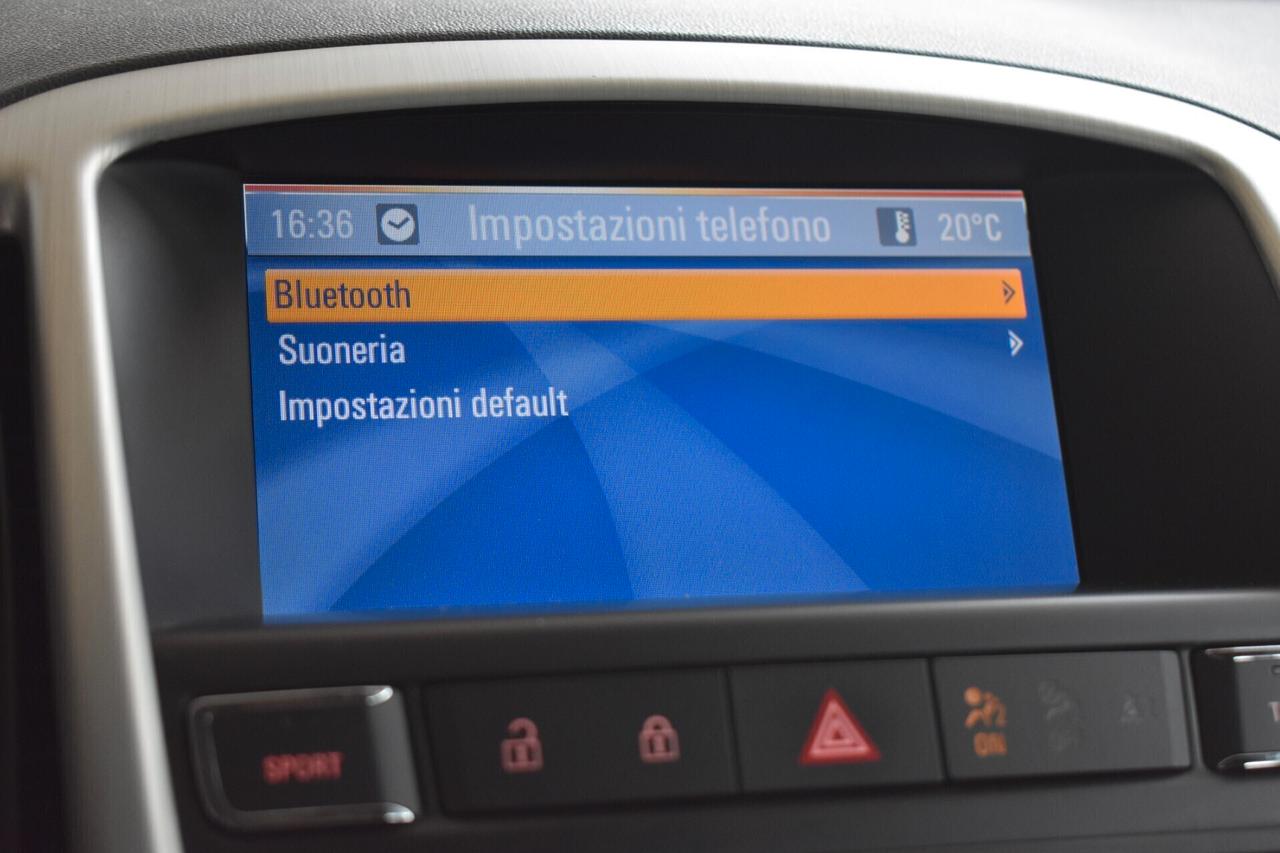 16:36 Impostazioni telefono 20°C
Bluetooth
Suoneria
Impostazioni default
SPORT
ON